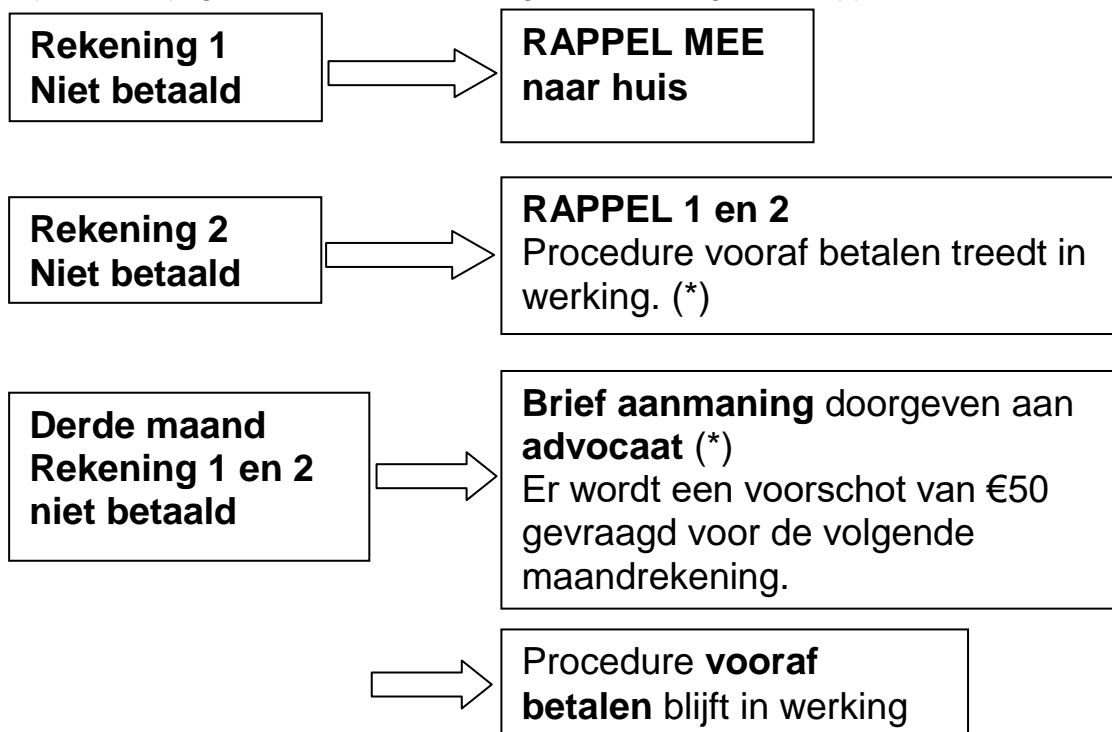 Rekening 1
Niet betaald
RAPPEL MEE
naar huis
Rekening 2
Niet betaald
RAPPEL 1 en 2
Procedure vooraf betalen treedt in
werking. (*)
Derde maand
Rekening 1 en 2
niet betaald
Brief aanmaning doorgeven aan
advocaat (*)
Er wordt een voorschot van €50
gevraagd voor de volgende
maandrekening.
Procedure vooraf
betalen blijft in werking